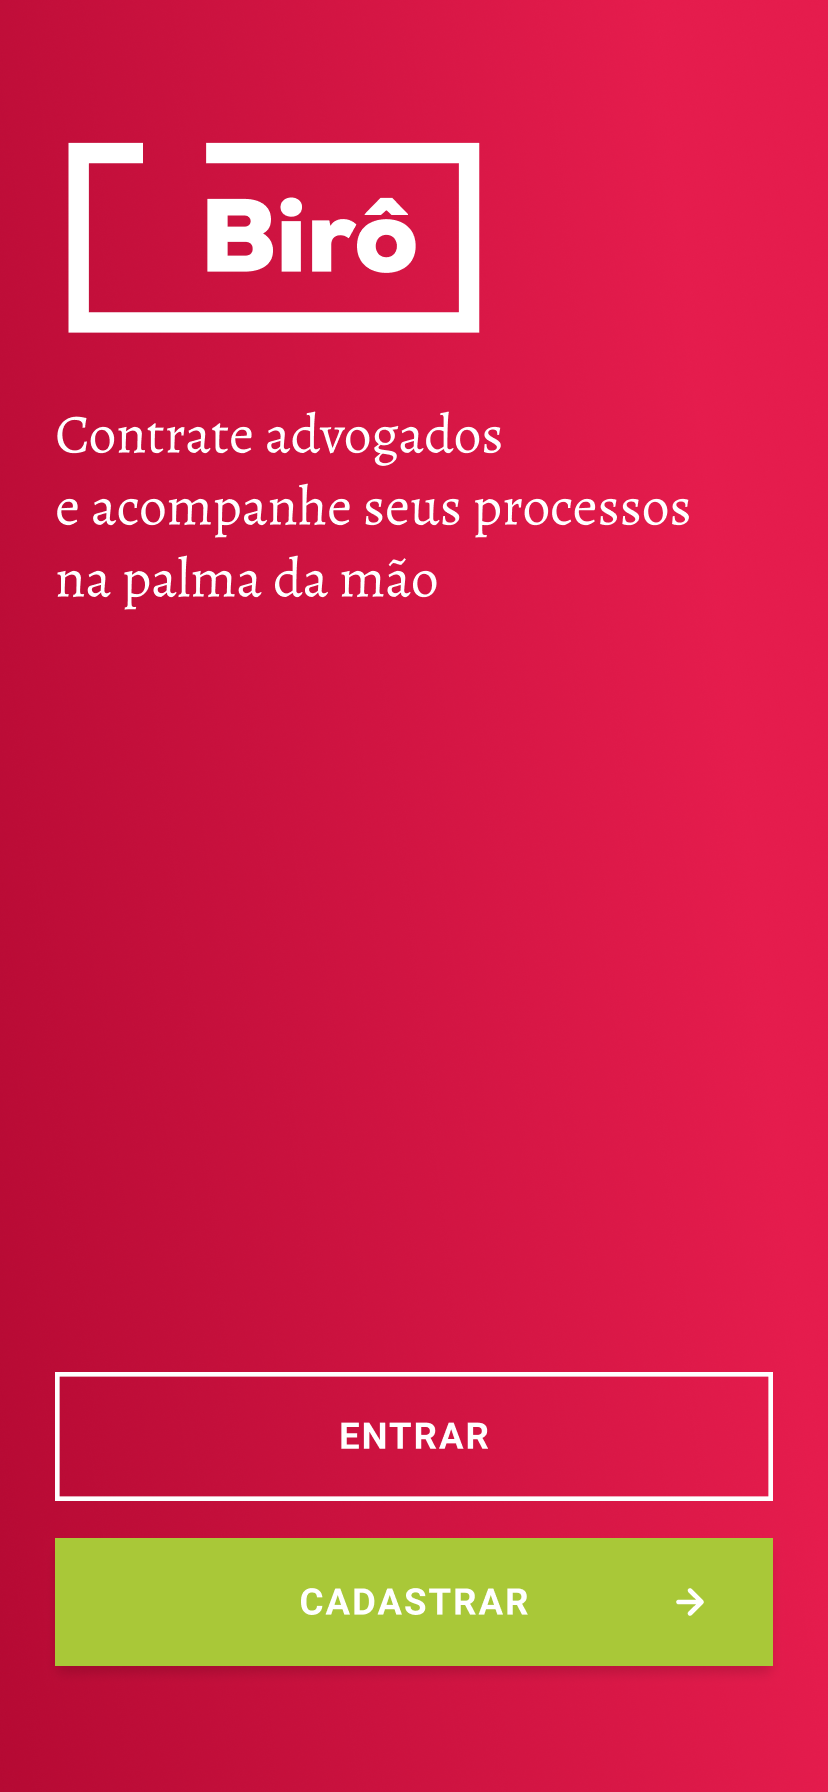 Birô
Contrate advogados
e acompanhe seus processos
na palma da mão
ENTRAR
CADASTRAR